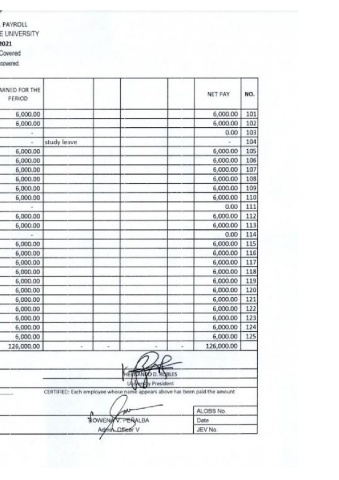 PAYROLL
E UNIVERSITY
2021
Covered
covered
ARNED FOR THE PERIOD NET PAY NO.
6,000.00 6,000.00 101
6,000.00 6,000.00 102
- 0.00 103
- study leave - 104
6,000.00 6,000.00 105
6,000.00 6,000.00 106
6,000.00 6,000.00 107
6,000.00 6,000.00 108
6,000.00 6,000.00 109
6,000.00 6,000.00 110
- 0.00 111
6,000.00 6,000.00 112
6,000.00 6,000.00 113
- 0.00 114
6,000.00 6,000.00 115
6,000.00 6,000.00 116
6,000.00 6,000.00 117
6,000.00 6,000.00 118
6,000.00 6,000.00 119
6,000.00 6,000.00 120
6,000.00 6,000.00 121
6,000.00 6,000.00 122
6,000.00 6,000.00 123
6,000.00 6,000.00 124
6,000.00 6,000.00 125
126,000.00 - - - - 126,000.00
D. ROBLES
University President
CERTIFIED: Each employee whose name appears above has been paid the amount
ALOBS No.
ROWENA V. PERALBA Date
Admin. Officer V JEV No.